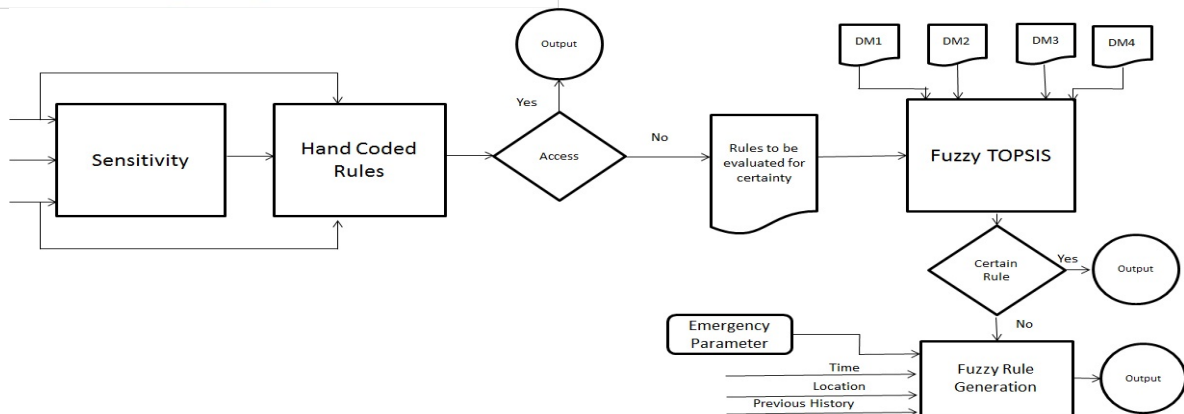 Output
DM1
DM2
DM3
DM4
Yes
Sensitivity
Hand Coded
Rules
Access
No
Rules to be
evaluated for
certainty
Fuzzy TOPSIS
Certain
Rule
Yes
Output
No
Emergency
Parameter
Time
Location
Previous History
Fuzzy Rule
Generation
Output